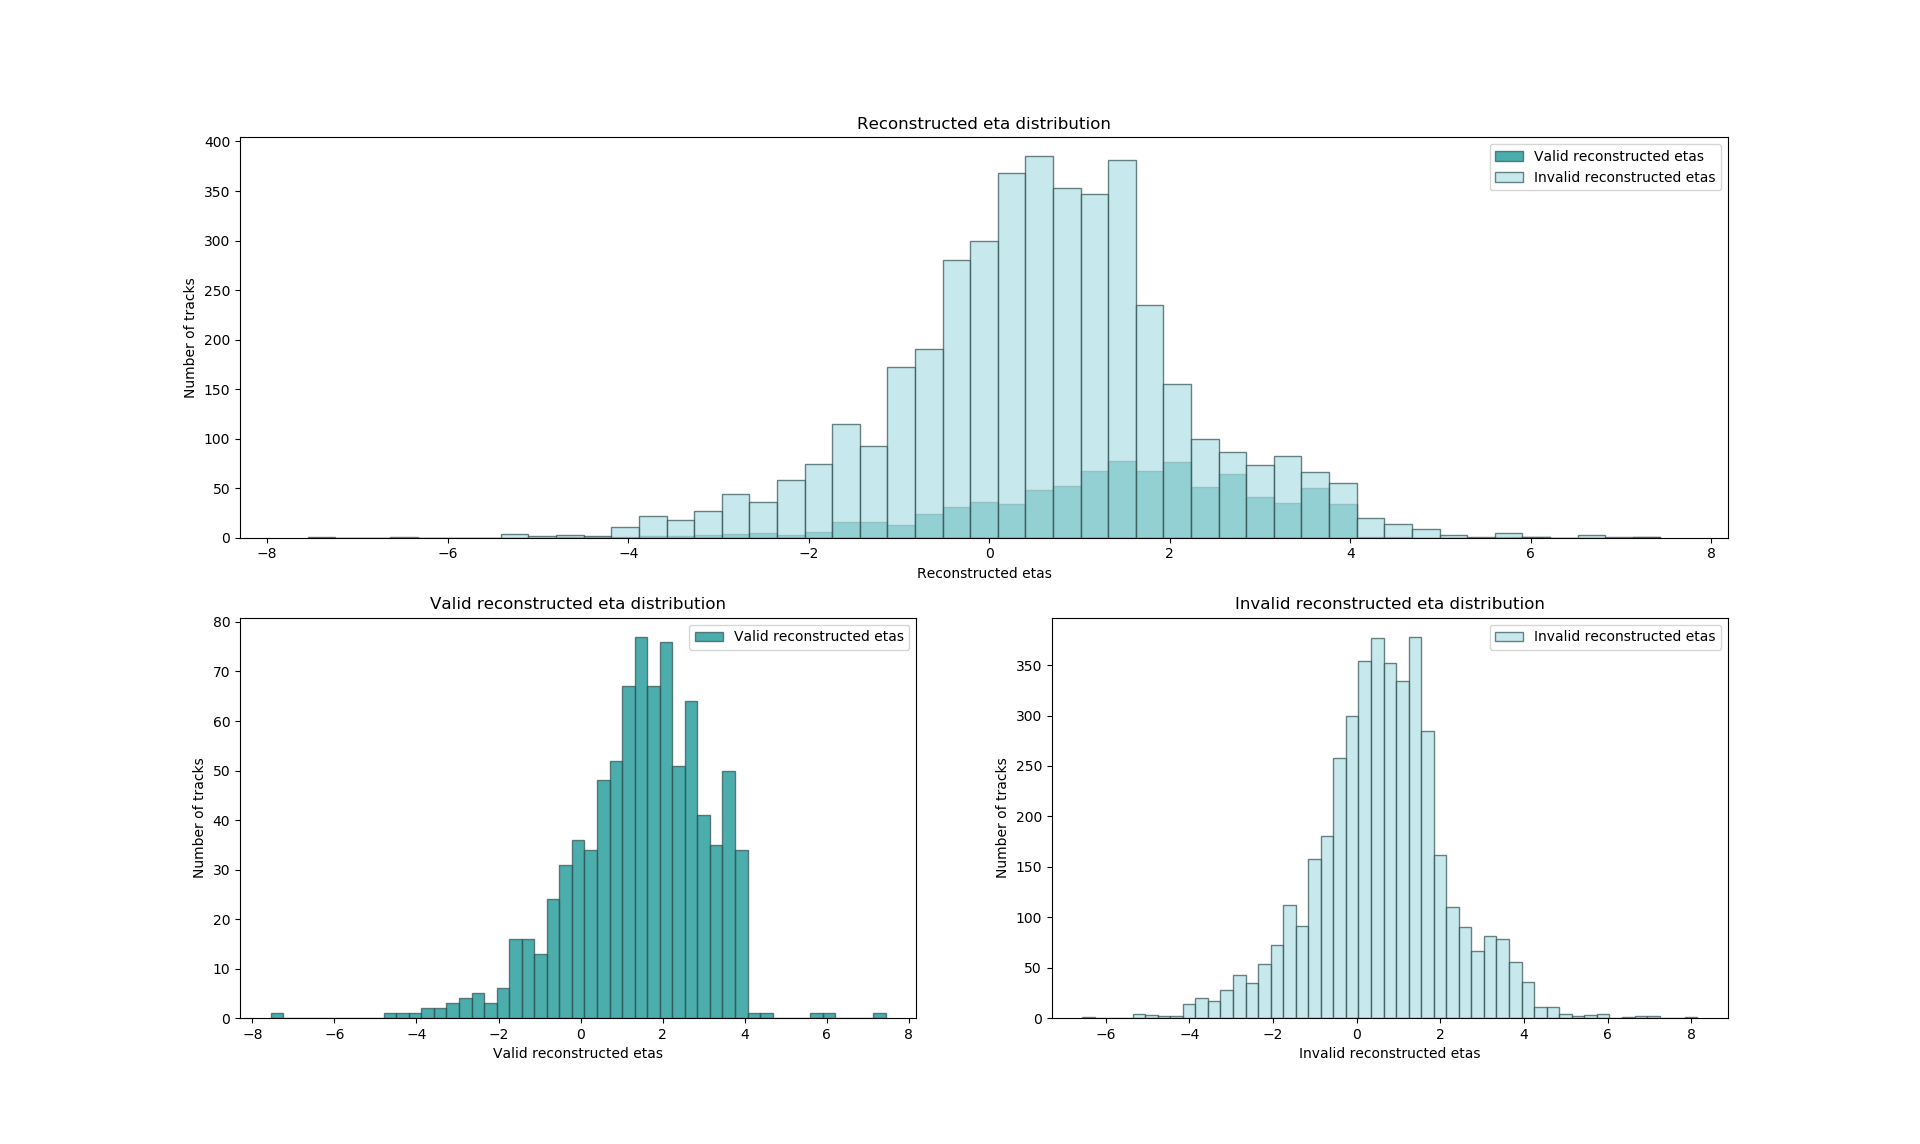 Reconstructed eta distribution
400
350
300
250
200
150
100
50
0
Number of tracks
Valid reconstructed etas
Invalid reconstructed etas
−8 −6 −4 −2 0 2 4 6 8
Reconstructed etas
Valid reconstructed eta distribution
80
70
60
50
40
30
20
10
0
Number of tracks
Valid reconstructed etas
−8 −6 −4 −2 0 2 4 6 8
Valid reconstructed etas
Invalid reconstructed eta distribution
350
300
250
200
150
100
50
0
Number of tracks
Invalid reconstructed etas
−6 −4 −2 0 2 4 6 8
Invalid reconstructed etas